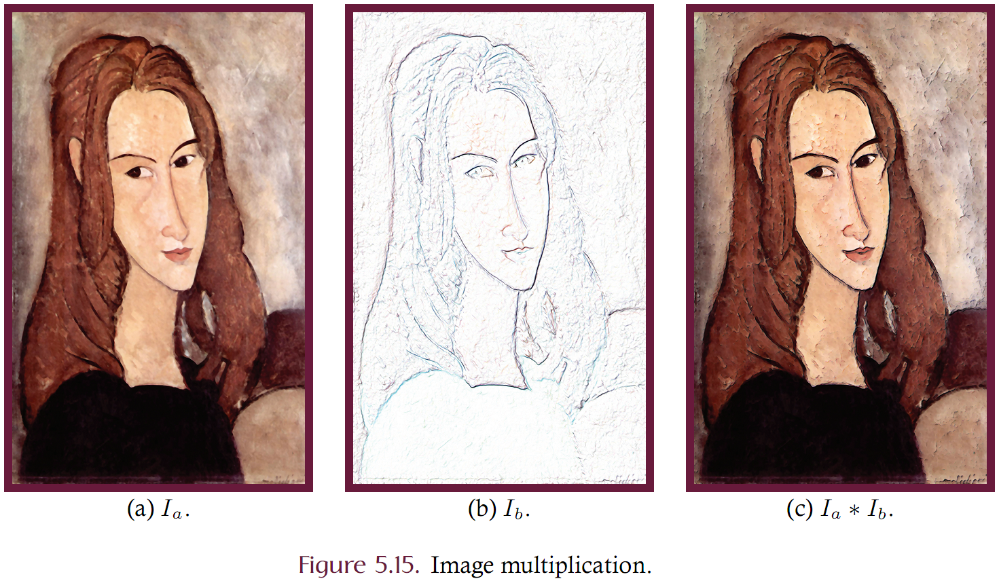 (a) Iₐ.
(b) I_b.
(c) Iₐ ∗ I_b.
Figure 5.15. Image multiplication.